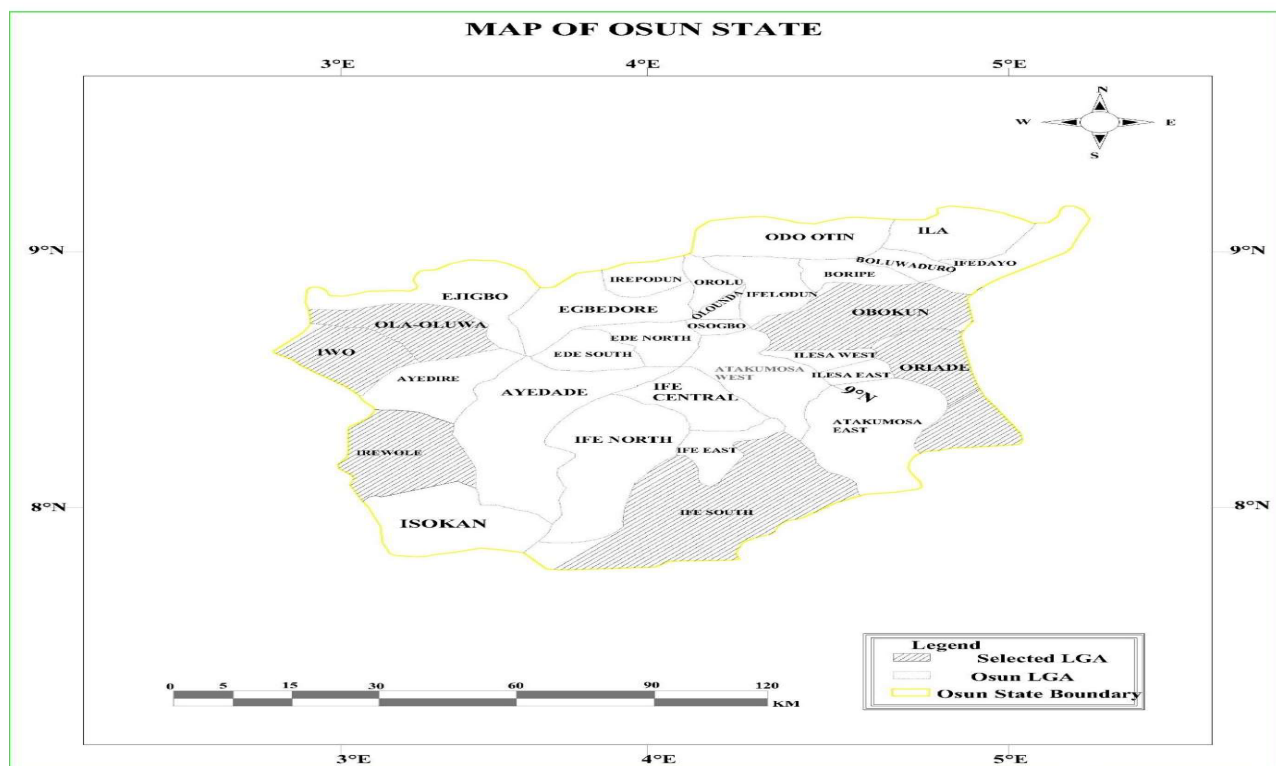 MAP OF OSUN STATE
3°E 4°E 5°E
N
W E
S
9°N 9°N
ODO OTIN
ILA
BOLUWADURO
IFEDAYO
IREPODUN
OROLU
BORIPE
EJIGBO
IFELODUN
OLOUNDA
EGBEDORE
OBOKUN
OLA-OLUWA
OSOGBO
EDE NORTH
IWO
EDE SOUTH
ILESA WEST
AYEDIRE
ATAKUMOSA
WEST
ILESA EAST
ORIADE
AYEDADE
IFE
CENTRAL
9°N
ATAKUMOSA
EAST
IFE NORTH
IFE EAST
IREWOLE
8°N 8°N
IFE SOUTH
ISOKAN
Legend
Selected LGA
Osun LGA
Osun State Boundary
0 5 15 30 60 90 120
KM
3°E 4°E 5°E